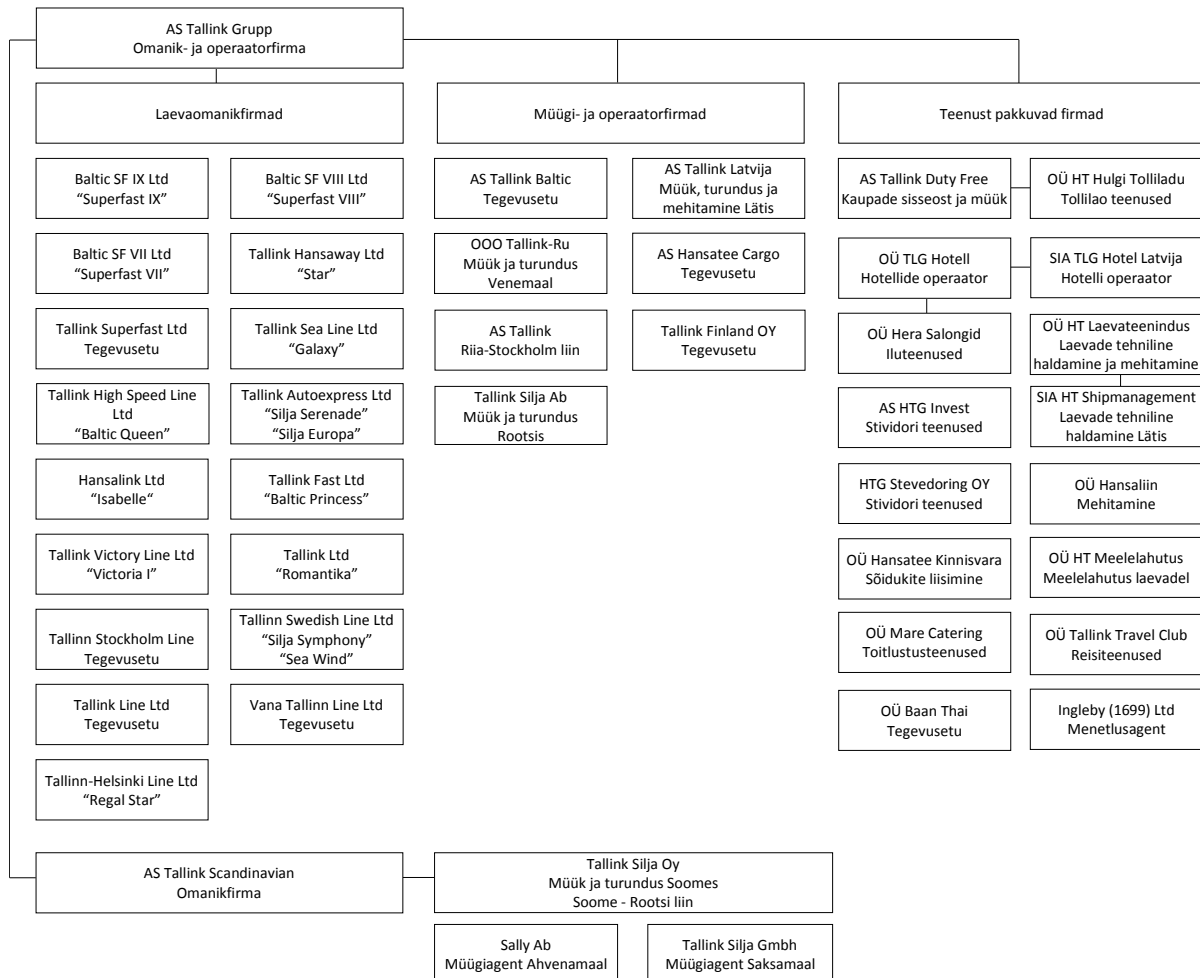 AS Tallink Grupp
Omanik- ja operaatorfirma
Laevaomanikfirmad
Müügi- ja operaatorfirmad
Teenust pakkuvad firmad
Baltic SF IX Ltd
“Superfast IX”
Baltic SF VIII Ltd
“Superfast VIII”
Baltic SF VII Ltd
“Superfast VII”
Tallink Hansaway Ltd
“Star”
Tallink Superfast Ltd
Tegevusetu
Tallink Sea Line Ltd
“Galaxy”
Tallink High Speed Line
Ltd
“Baltic Queen”
Tallink Autoexpress Ltd
“Silja Serenade”
“Silja Europa”
Hansalink Ltd
“Isabelle“
Tallink Fast Ltd
“Baltic Princess”
Tallink Victory Line Ltd
“Victoria I”
Tallink Ltd
“Romantika”
Tallinn Stockholm Line
Tegevusetu
Tallinn Swedish Line Ltd
“Silja Symphony”
“Sea Wind”
Tallink Line Ltd
Tegevusetu
Vana Tallinn Line Ltd
Tegevusetu
Tallinn-Helsinki Line Ltd
“Regal Star”
AS Tallink Baltic
Tegevusetu
AS Tallink Latvija
Müük, turundus ja
mehitamine Lätis
OOO Tallink-Ru
Müük ja turundus
Venemaal
AS Hansatee Cargo
Tegevusetu
AS Tallink
Riia-Stockholm liin
Tallink Finland OY
Tegevusetu
Tallink Silja Ab
Müük ja turundus
Rootsis
AS Tallink Duty Free
Kaupade sisseost ja müük
OÜ HT Hulgi Tolliladu
Tollilao teenused
OÜ TLG Hotell
Hotellide operaator
SIA TLG Hotel Latvija
Hotelli operaator
OÜ Hera Salongid
Iluteenused
OÜ HT Laevateenindus
Laevade tehniline
haldamine ja mehitamine
AS HTG Invest
Stividori teenused
SIA HT Shipmanagement
Laevade tehniline
haldamine Lätis
HTG Stevedoring OY
Stividori teenused
OÜ Hansaliin
Mehitamine
OÜ Hansatee Kinnisvara
Sõidukite liisimine
OÜ HT Meelelahutus
Meelelahutus laevadel
OÜ Mare Catering
Toitlustusteenused
OÜ Tallink Travel Club
Reisiteenused
OÜ Baan Thai
Tegevusetu
Ingleby (1699) Ltd
Menetlusagent
AS Tallink Scandinavian
Omanikfirma
Tallink Silja Oy
Müük ja turundus Soomes
Soome - Rootsi liin
Sally Ab
Müügiagent Ahvenamaal
Tallink Silja Gmbh
Müügiagent Saksamaal